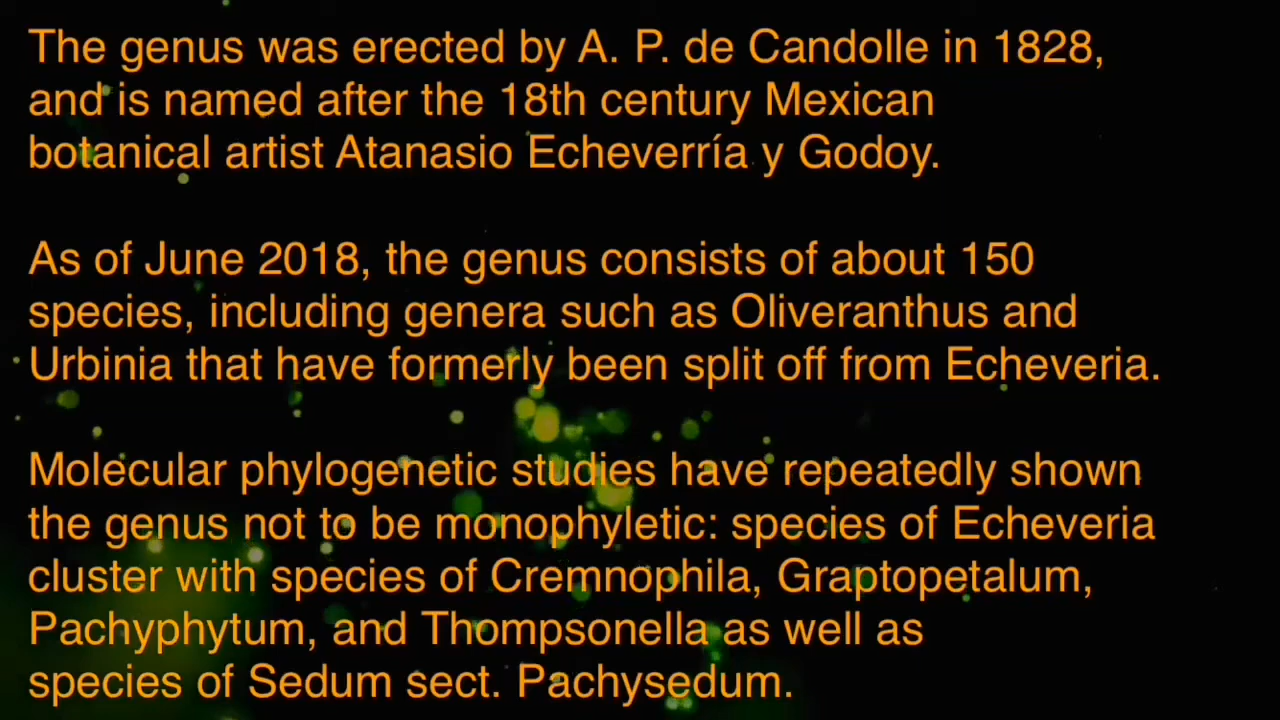 The genus was erected by A. P. de Candolle in 1828,
and is named after the 18th century Mexican
botanical artist Atanasio Echeverría y Godoy.
As of June 2018, the genus consists of about 150
species, including genera such as Oliveranthus and
Urbinia that have formerly been split off from Echeveria.
Molecular phylogenetic studies have repeatedly shown
the genus not to be monophyletic: species of Echeveria
cluster with species of Cremnophila, Graptopetalum,
Pachyphytum, and Thompsonella as well as
species of Sedum sect. Pachysedum.